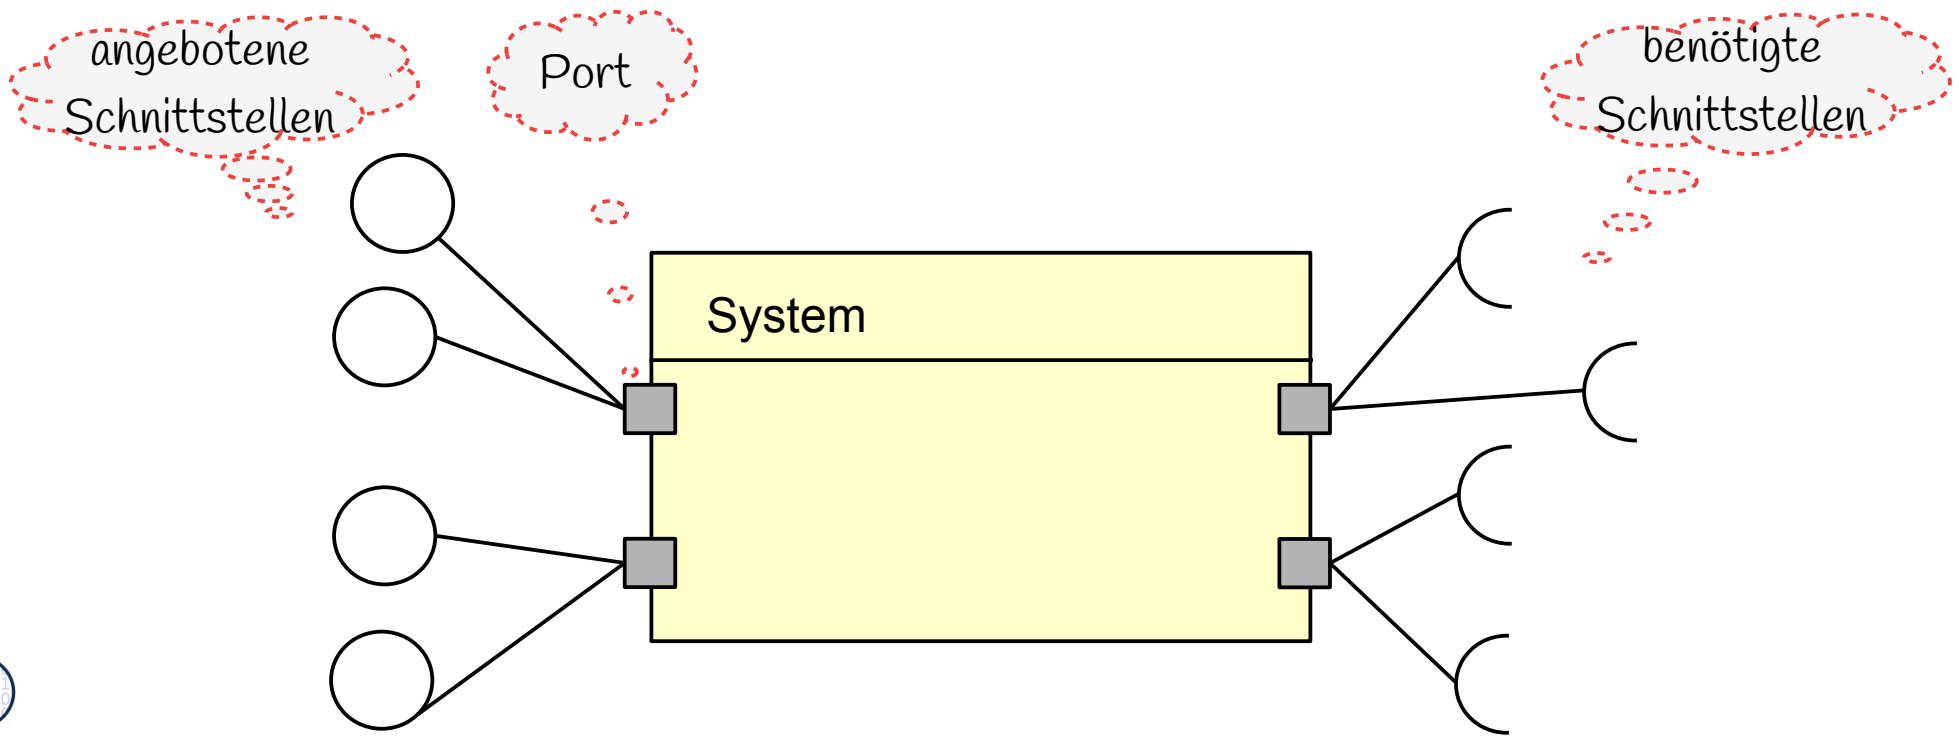 angebotene
Schnittstellen
Port
benötigte
Schnittstellen
System